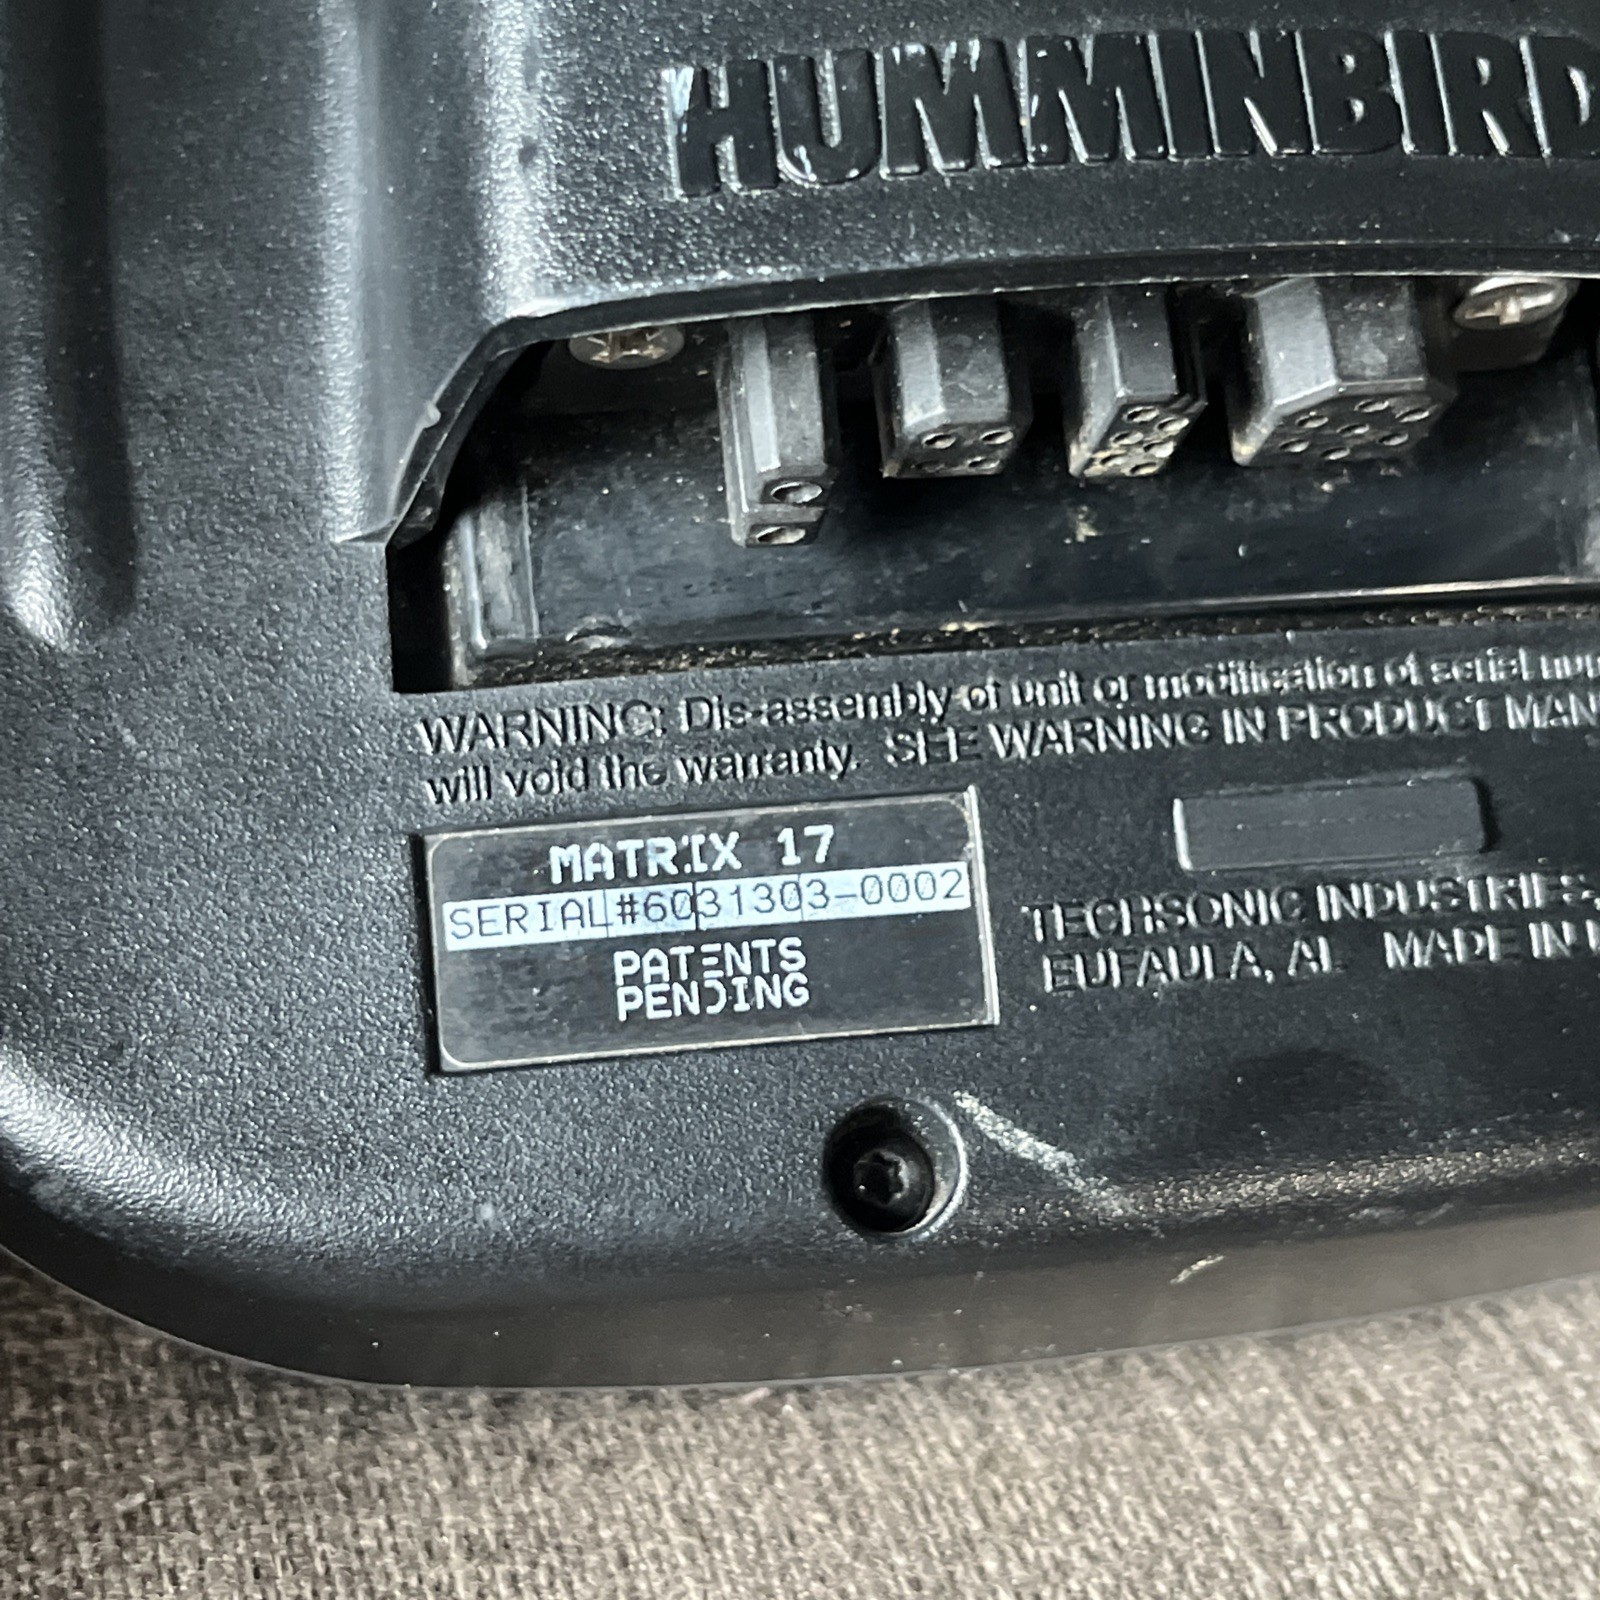 HUMMINBIRD
WARNING: Dis-assembly of unit or modification of serial
will void the warranty. SEE WARNING IN PRODUCT
MATRIX 17
SERIAL#6031303-0002
PATENTS
PENDING
TECHSONIC INDUSTRIES,
EUFAULA, AL MADE IN